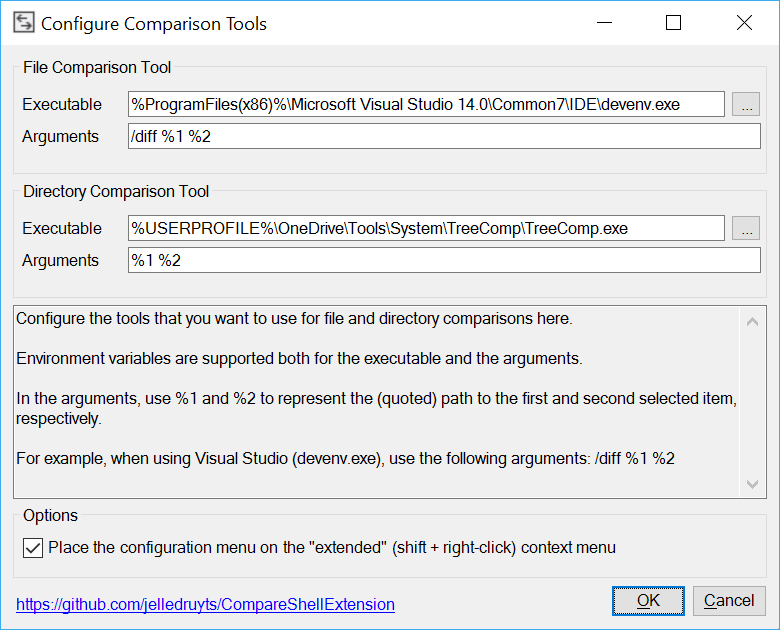 Configure Comparison Tools
File Comparison Tool
Executable %ProgramFiles(x86)%\Microsoft Visual Studio 14.0\Common7\IDE\devenv.exe ...
Arguments /diff %1 %2
Directory Comparison Tool
Executable %USERPROFILE%\OneDrive\Tools\System\TreeComp\TreeComp.exe ...
Arguments %1 %2
Configure the tools that you want to use for file and directory comparisons here.
Environment variables are supported both for the executable and the arguments.
In the arguments, use %1 and %2 to represent the (quoted) path to the first and second selected item,
respectively.
For example, when using Visual Studio (devenv.exe), use the following arguments: /diff %1 %2
Options
Place the configuration menu on the "extended" (shift + right-click) context menu
https://github.com/jelledruyts/CompareShellExtension
OK Cancel